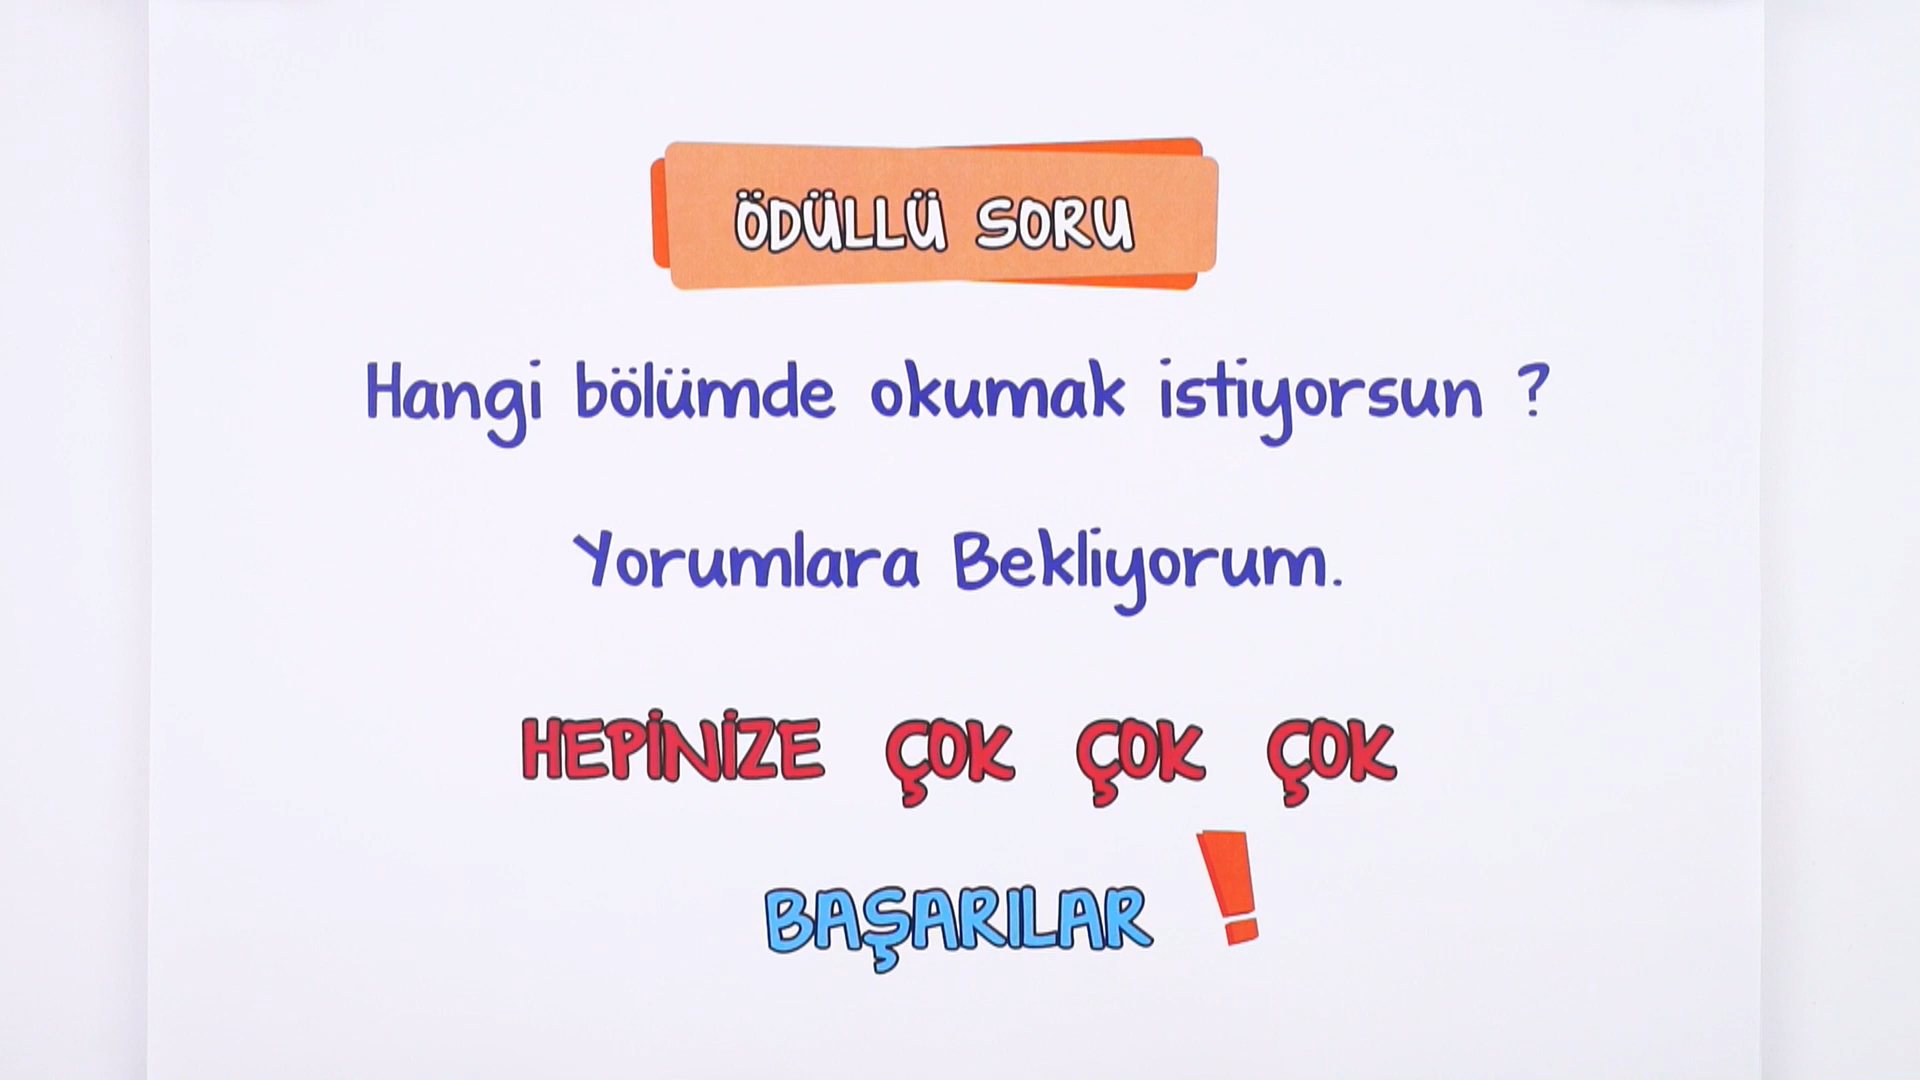 ÖDÜLLÜ SORU
Hangi bölümde okumak istiyorsun ?
Yorumlara Bekliyorum.
HEPİNİZE ÇOK ÇOK ÇOK
BAŞARILAR !